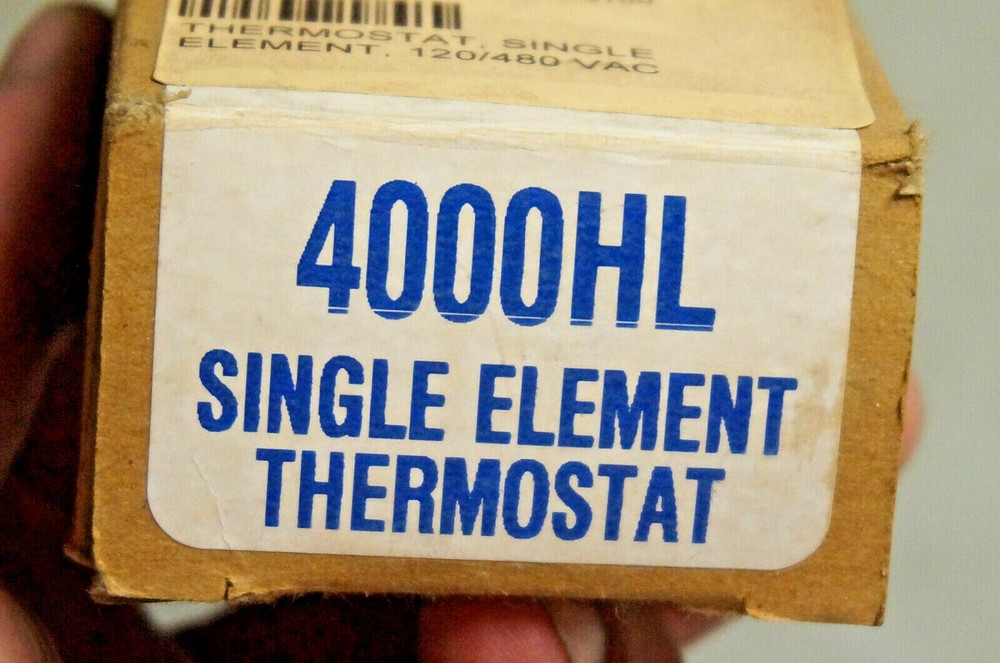 THERMOSTAT, SINGLE
ELEMENT. 120/480 VAC
4000HL
SINGLE ELEMENT
THERMOSTAT